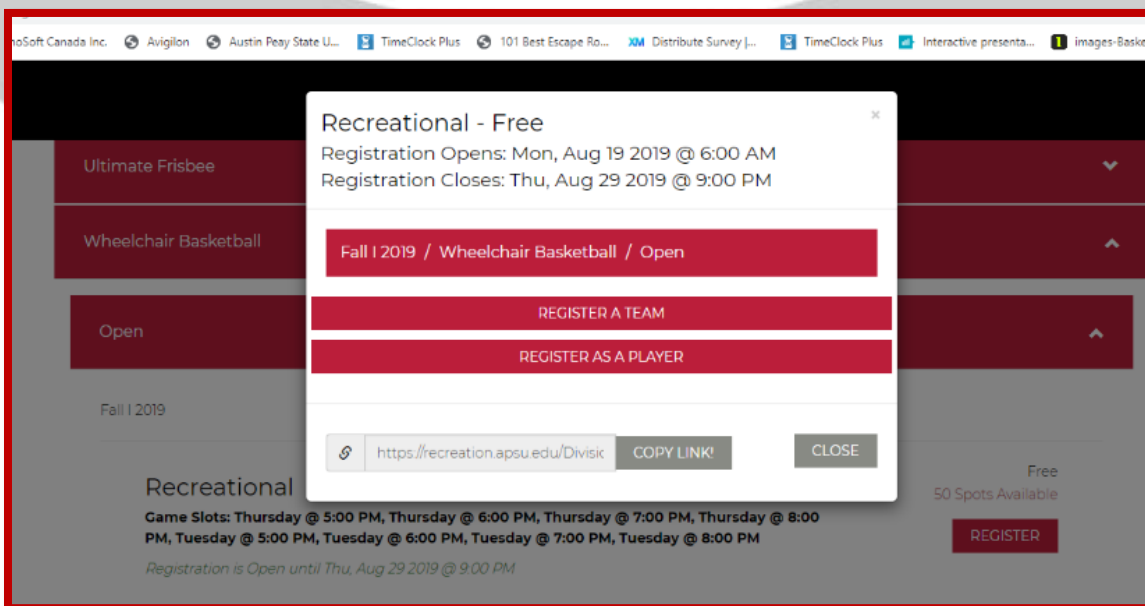 noSoft Canada Inc. Avigilon Austin Peay State U... TimeClock Plus 101 Best Escape Ro... XM Distribute Survey |... TimeClock Plus Interactive presenta... images-Baske
Recreational - Free ×
Registration Opens: Mon, Aug 19 2019 @ 6:00 AM
Registration Closes: Thu, Aug 29 2019 @ 9:00 PM
Ultimate Frisbee
Wheelchair Basketball
Fall I 2019 / Wheelchair Basketball / Open
REGISTER A TEAM
Open
REGISTER AS A PLAYER
Fall I 2019
https://recreation.apsu.edu/Divisic COPY LINK! CLOSE
Recreational
Free
50 Spots Available
Game Slots: Thursday @ 5:00 PM, Thursday @ 6:00 PM, Thursday @ 7:00 PM, Thursday @ 8:00
PM, Tuesday @ 5:00 PM, Tuesday @ 6:00 PM, Tuesday @ 7:00 PM, Tuesday @ 8:00 PM
REGISTER
Registration is Open until Thu, Aug 29 2019 @ 9:00 PM